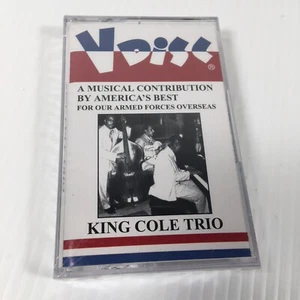 V Disc ®
A MUSICAL CONTRIBUTION
BY AMERICA'S BEST
FOR OUR ARMED FORCES OVERSEAS
KING COLE TRIO